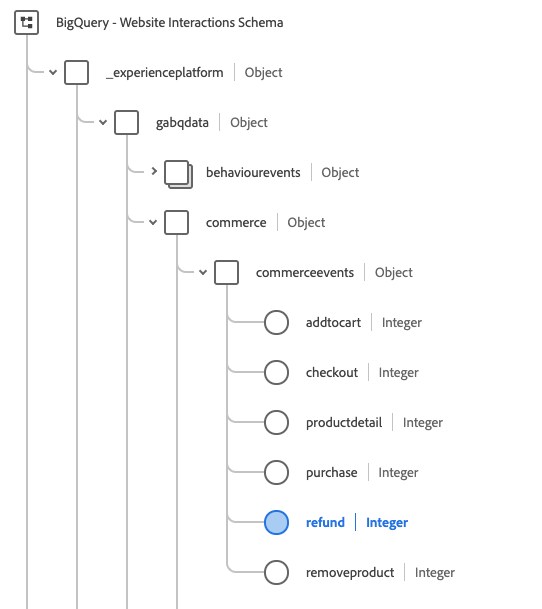 BigQuery - Website Interactions Schema
_experienceplatform | Object
gabqdata | Object
behaviourevents | Object
commerce | Object
commerceevents | Object
addtocart | Integer
checkout | Integer
productdetail | Integer
purchase | Integer
refund | Integer
removeproduct | Integer